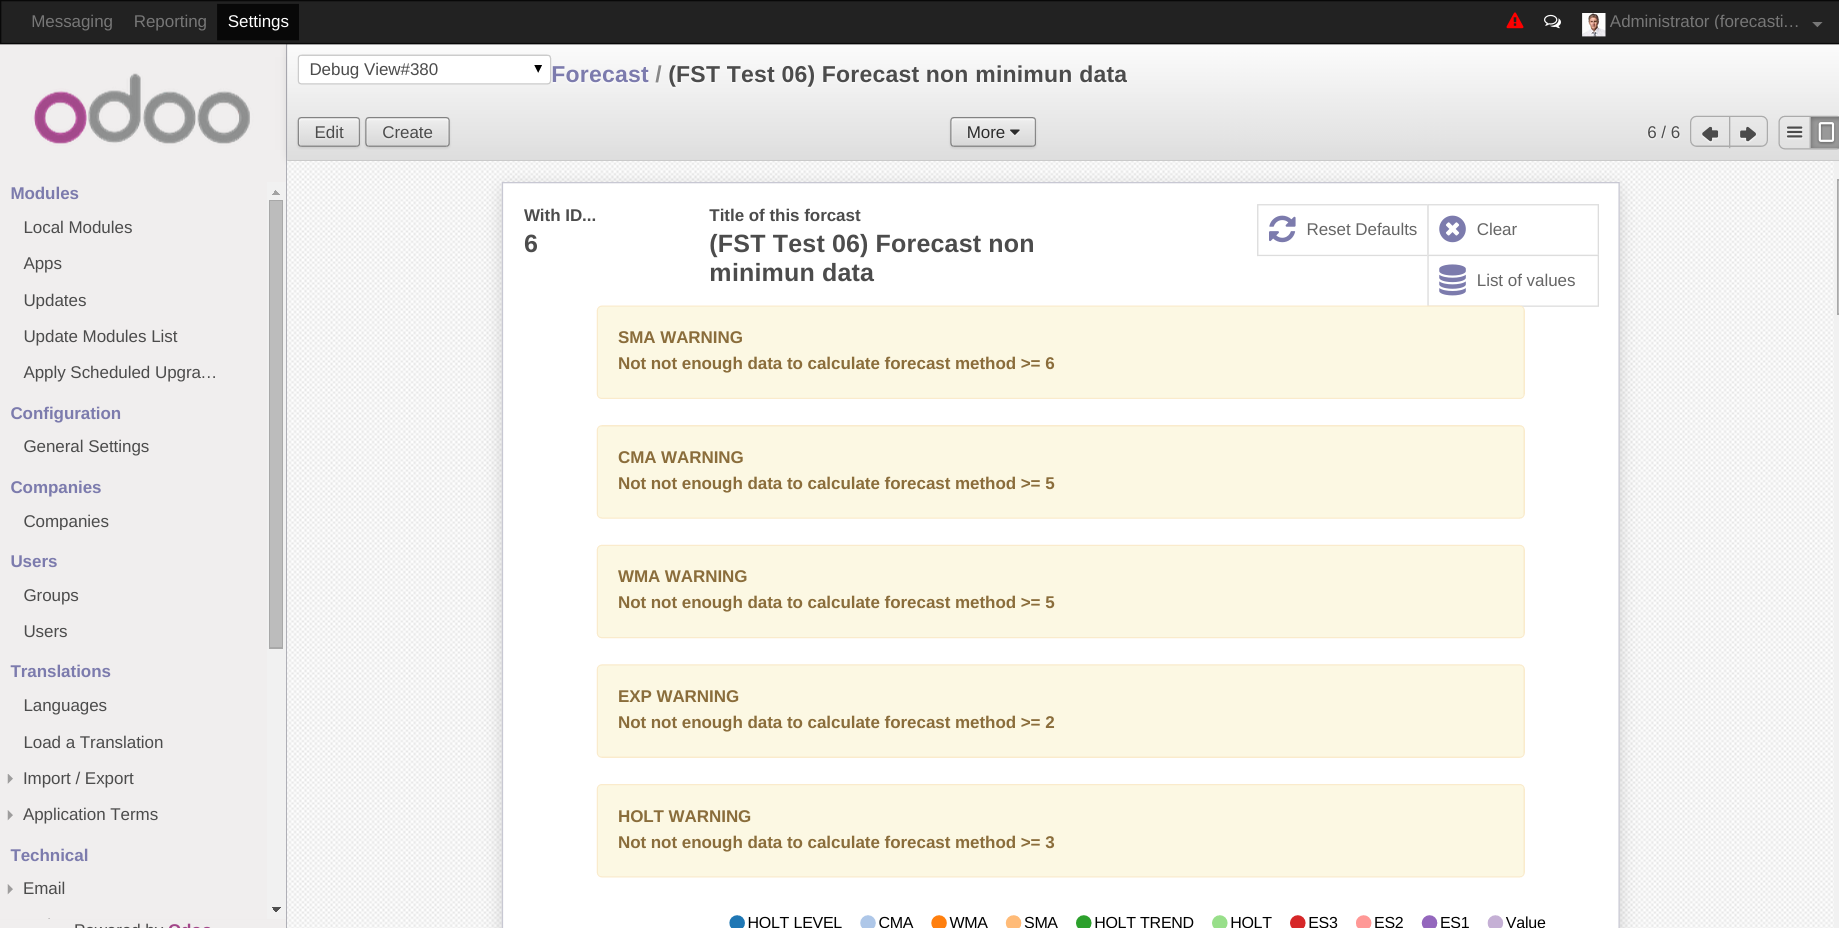 Messaging Reporting Settings Administrator (forecasti...
odoo
Debug View#380 Forecast / (FST Test 06) Forecast non minimun data
Edit Create More 6 / 6
Modules
Local Modules
Apps
Updates
Update Modules List
Apply Scheduled Upgra...
Configuration
General Settings
Companies
Companies
Users
Groups
Users
Translations
Languages
Load a Translation
Import / Export
Application Terms
Technical
Email
Powered by Odoo
With ID...
6
Title of this forcast
(FST Test 06) Forecast non
minimun data
Reset Defaults Clear
List of values
SMA WARNING
Not not enough data to calculate forecast method >= 6
CMA WARNING
Not not enough data to calculate forecast method >= 5
WMA WARNING
Not not enough data to calculate forecast method >= 5
EXP WARNING
Not not enough data to calculate forecast method >= 2
HOLT WARNING
Not not enough data to calculate forecast method >= 3
HOLT LEVEL CMA WMA SMA HOLT TREND HOLT ES3 ES2 ES1 Value